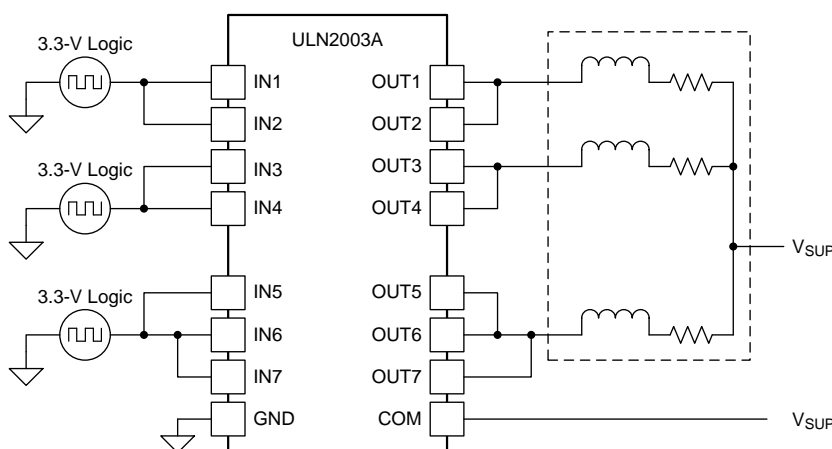 ULN2003A
3.3-V Logic
IN1
OUT1
IN2
OUT2
3.3-V Logic
IN3
OUT3
IN4
OUT4
VSUP
3.3-V Logic
IN5
OUT5
IN6
OUT6
IN7
OUT7
GND
COM
VSUP